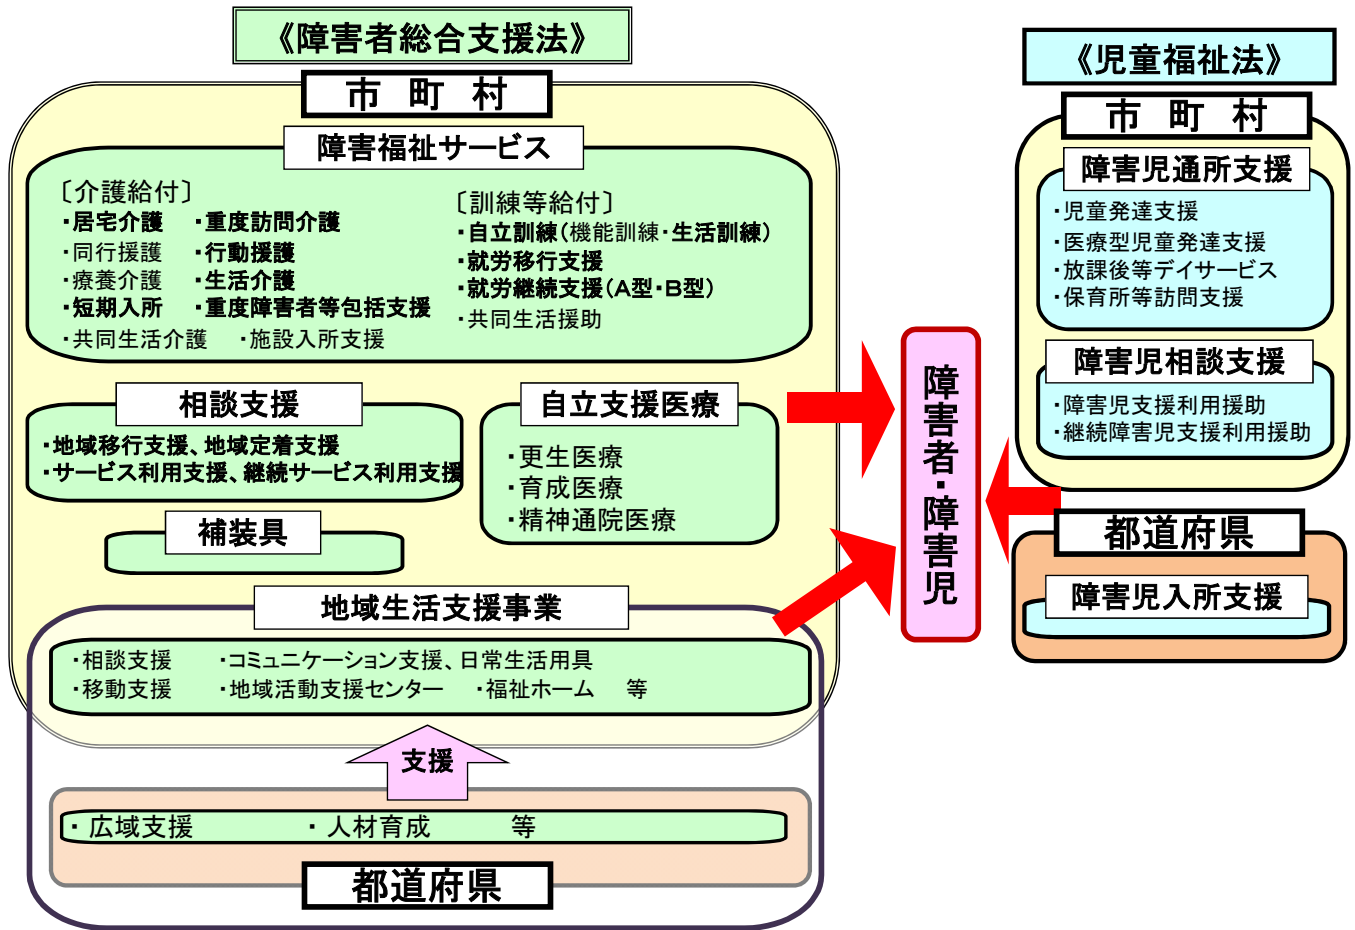 《障害者総合支援法》
市 町 村
障害福祉サービス
〔介護給付〕
・居宅介護 ・重度訪問介護
・同行援護 ・行動援護
・療養介護 ・生活介護
・短期入所 ・重度障害者等包括支援
・共同生活介護 ・施設入所支援
〔訓練等給付〕
・自立訓練(機能訓練・生活訓練)
・就労移行支援
・就労継続支援(A型・B型)
・共同生活援助
相談支援
・地域移行支援、地域定着支援
・サービス利用支援、継続サービス利用支援
自立支援医療
・更生医療
・育成医療
・精神通院医療
補装具
地域生活支援事業
・相談支援 ・コミュニケーション支援、日常生活用具
・移動支援 ・地域活動支援センター ・福祉ホーム 等
支援
・広域支援 ・人材育成 等
都道府県
障害者・障害児
《児童福祉法》
市 町 村
障害児通所支援
・児童発達支援
・医療型児童発達支援
・放課後等デイサービス
・保育所等訪問支援
障害児相談支援
・障害児支援利用援助
・継続障害児支援利用援助
都道府県
障害児入所支援